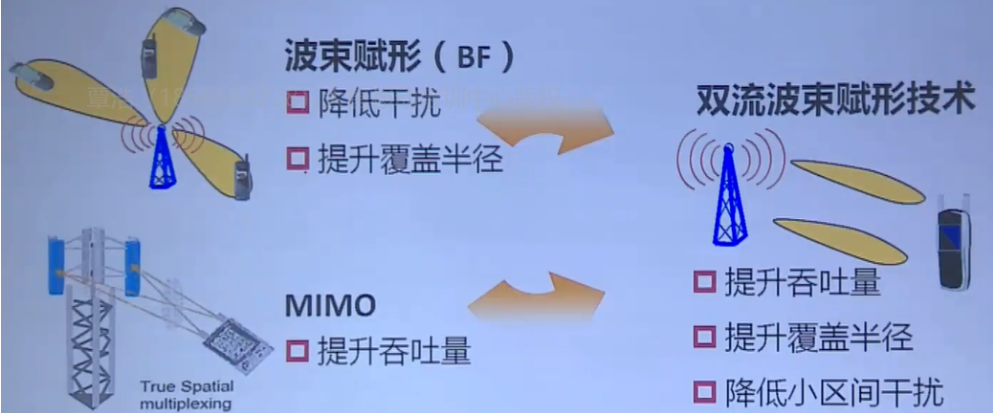 波束赋形（BF）
降低干扰
提升覆盖半径
双流波束赋形技术
MIMO
提升吞吐量
True Spatial
multiplexing
提升吞吐量
提升覆盖半径
降低小区间干扰